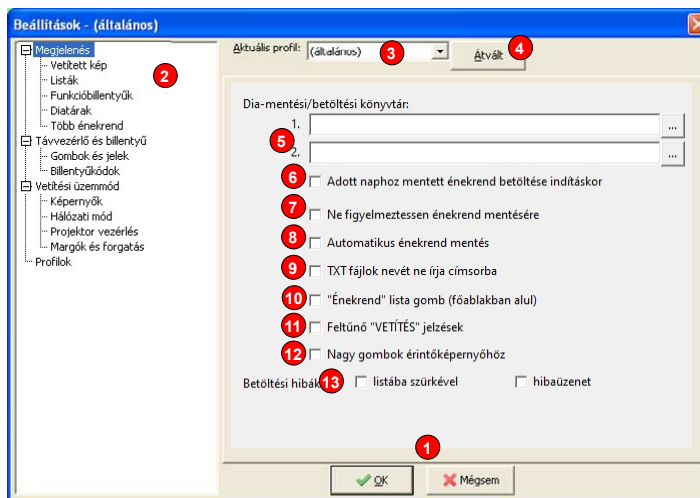 Beállítások - (általános)
Megjelenés
Vetített kép
Listák
Funkcióbillentyűk
Diatárak
Több énekrend
Távvezérlő és billentyű
Gombok és jelek
Billentyűkódok
Vetítési üzemmód
Képernyők
Hálózati mód
Projektor vezérlés
Margók és forgatás
Profilok
2
Aktuális profil: (általános) 3 Átvált 4
Dia-mentési/betöltési könyvtár:
1. ...
5
2. ...
6 Adott naphoz mentett énekrend betöltése indításkor
7 Ne figyelmeztessen énekrend mentésére
8 Automatikus énekrend mentés
9 TXT fájlok nevét ne írja címsorba
10 "Énekrend" lista gomb (főablakban alul)
11 Feltűnő "VETÍTÉS" jelzések
12 Nagy gombok érintőképernyőhöz
Betöltési hibák 13 listába szürkével hibaüzenet
1
OK Mégsem